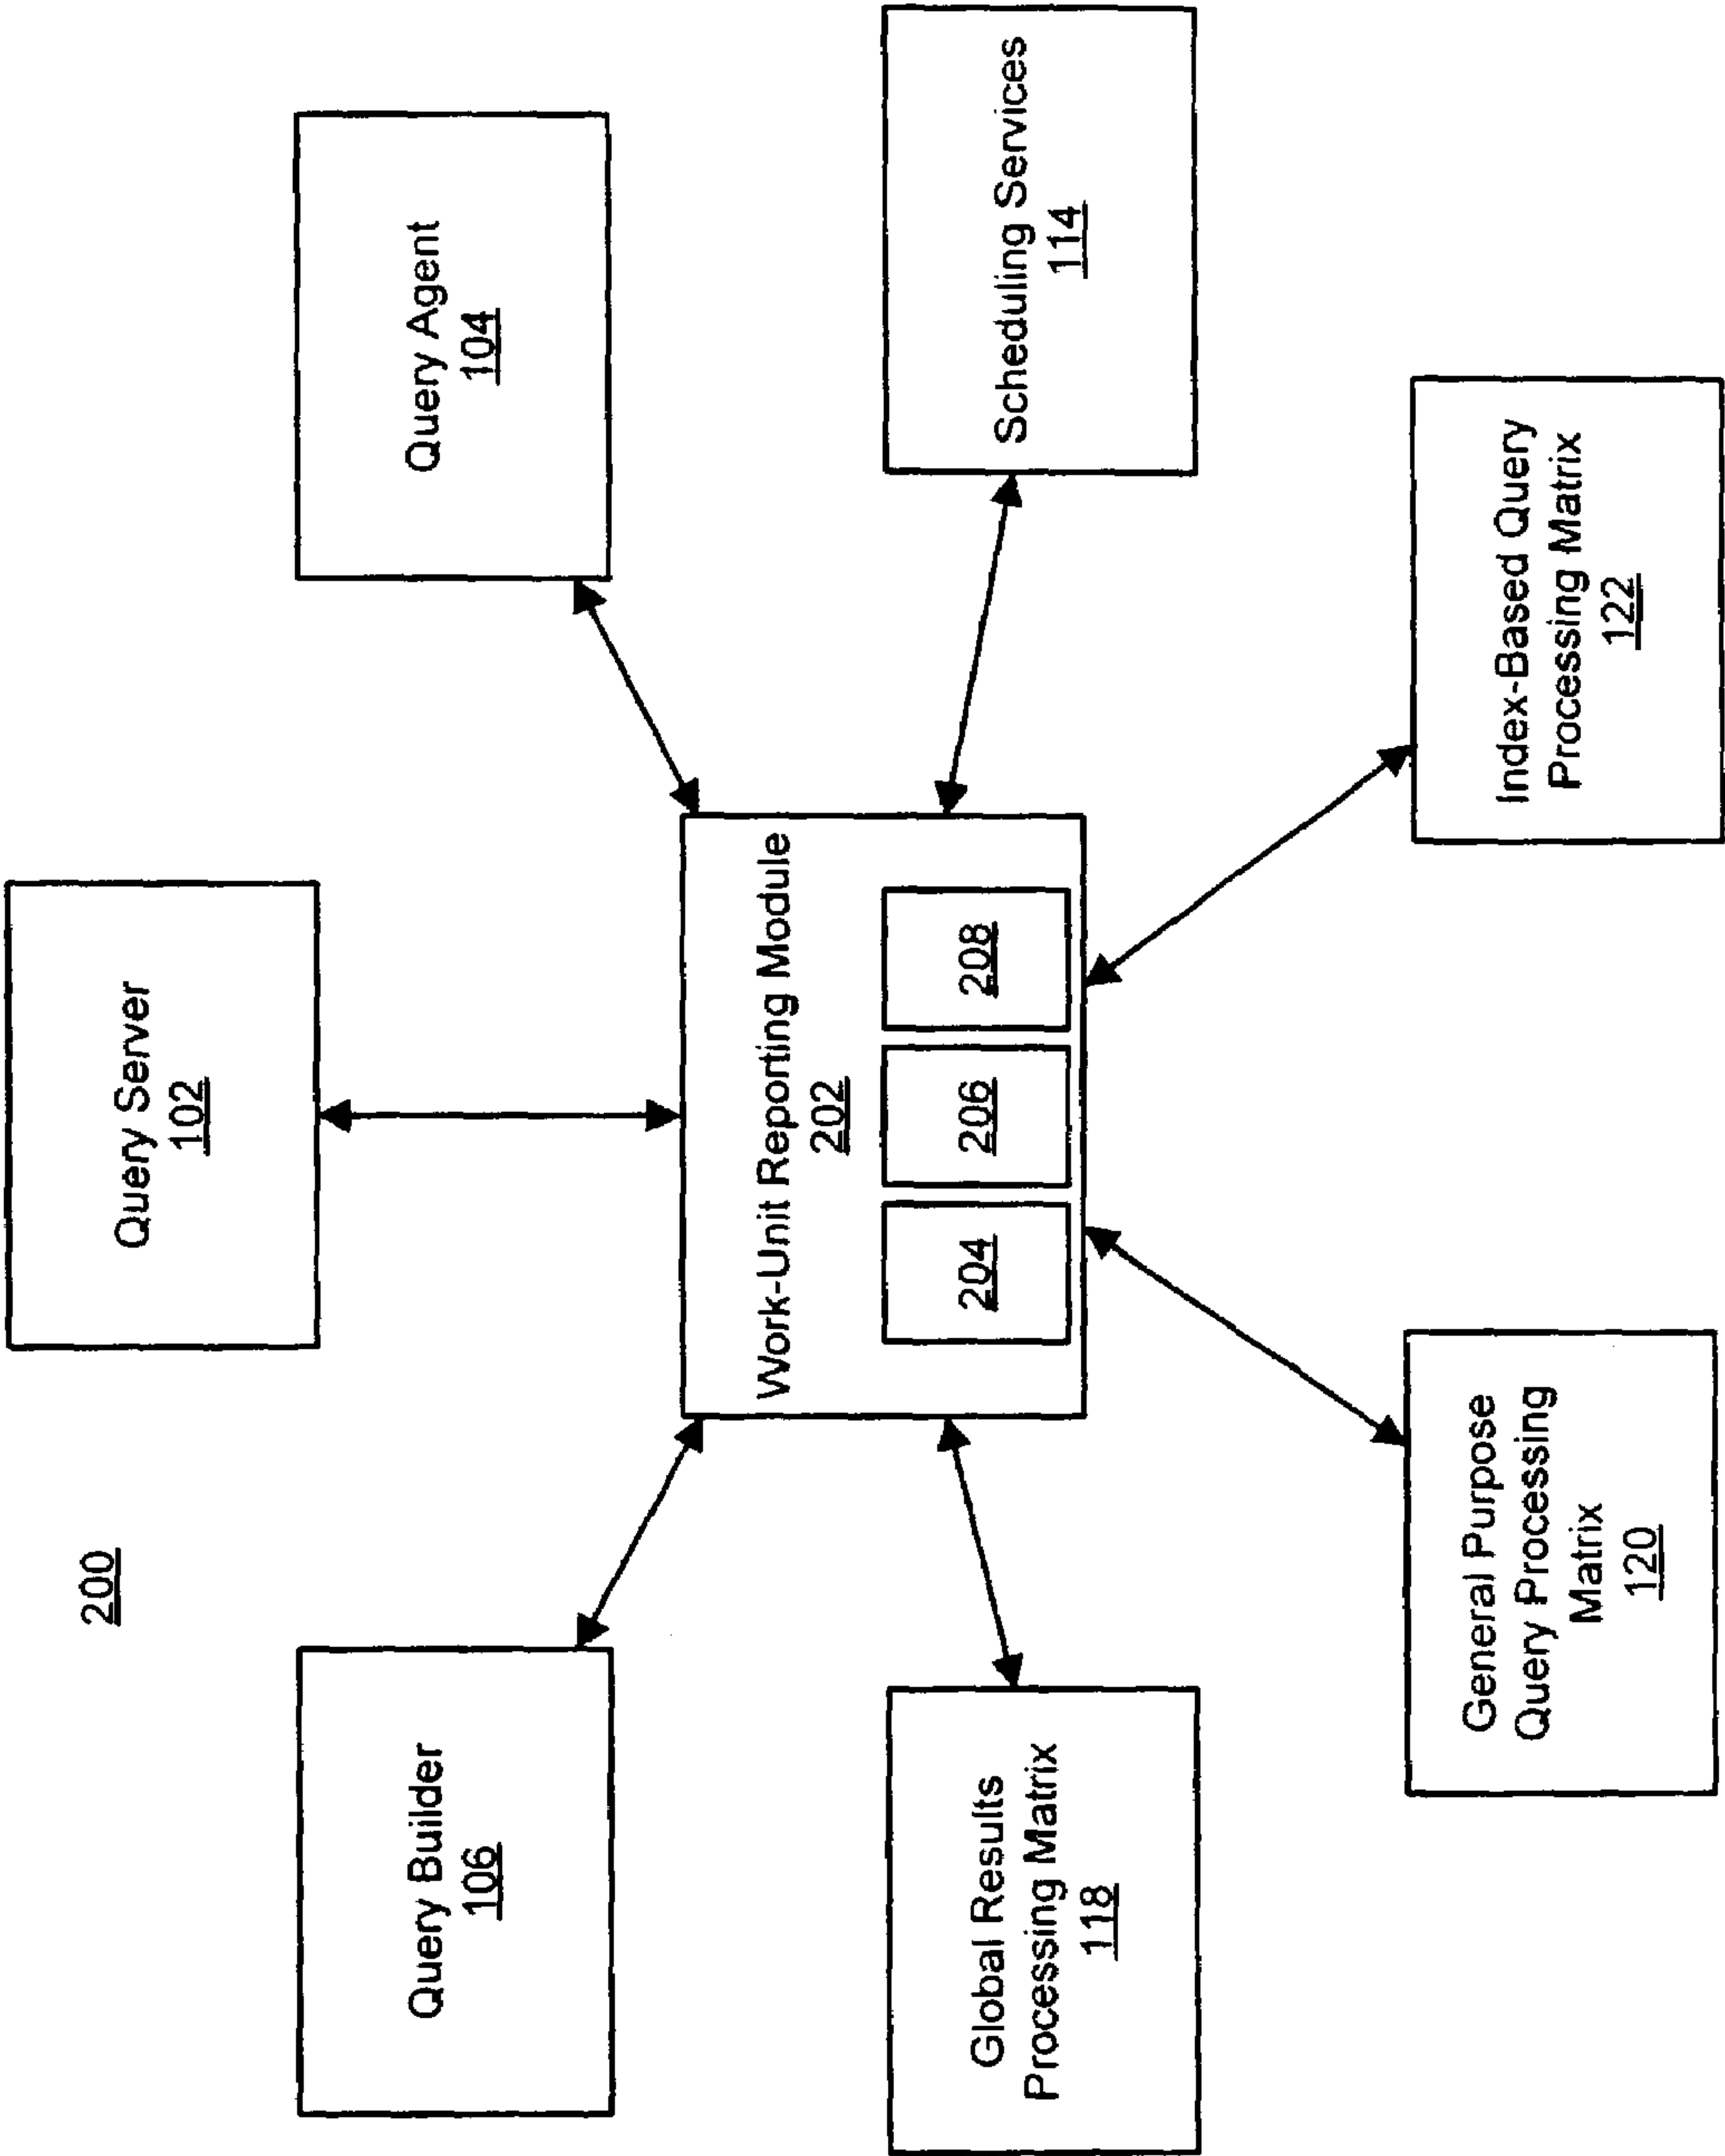 200
Query Server
102
Query Builder
106
Query Agent
104
Work-Unit Reporting Module
202
204
206
208
Global Results
Processing Matrix
118
Scheduling Services
114
General Purpose
Query Processing
Matrix
120
Index-Based Query
Processing Matrix
122